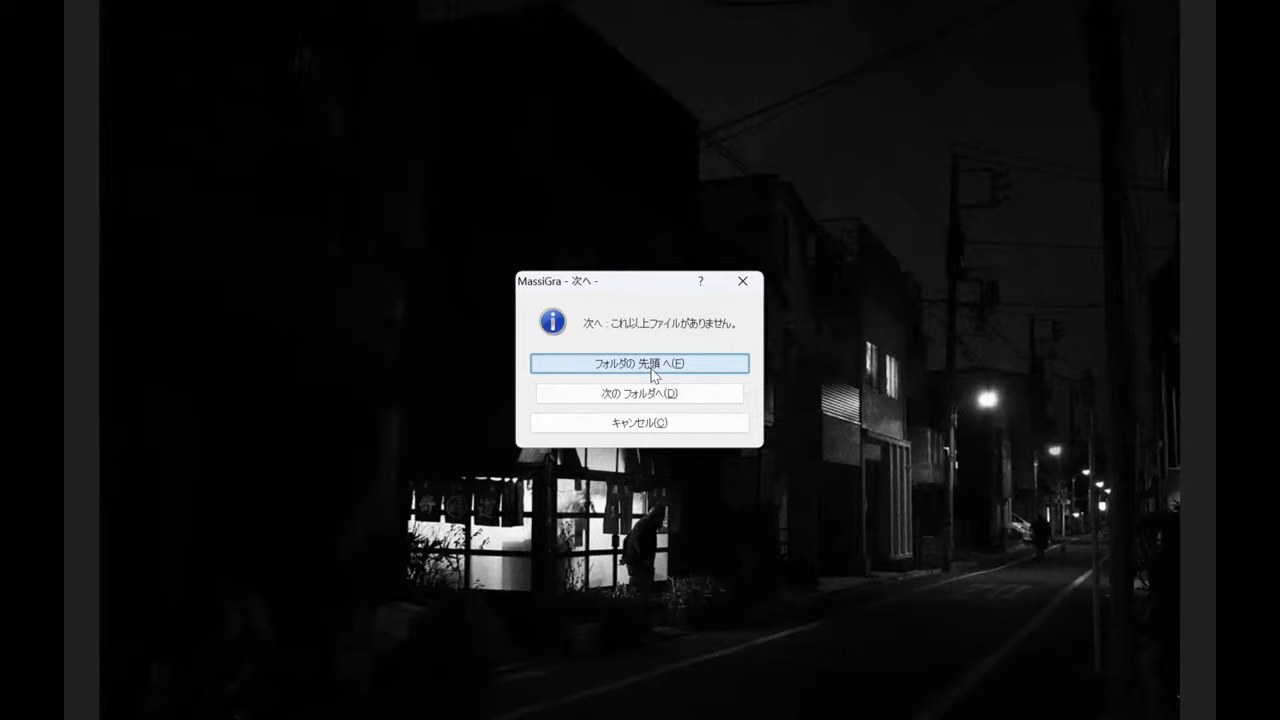 MassiGra - 次へ -
次へ : これ以上ファイルがありません。
フォルダの 先頭 へ(F)
次の フォルダへ(D)
キャンセル(C)